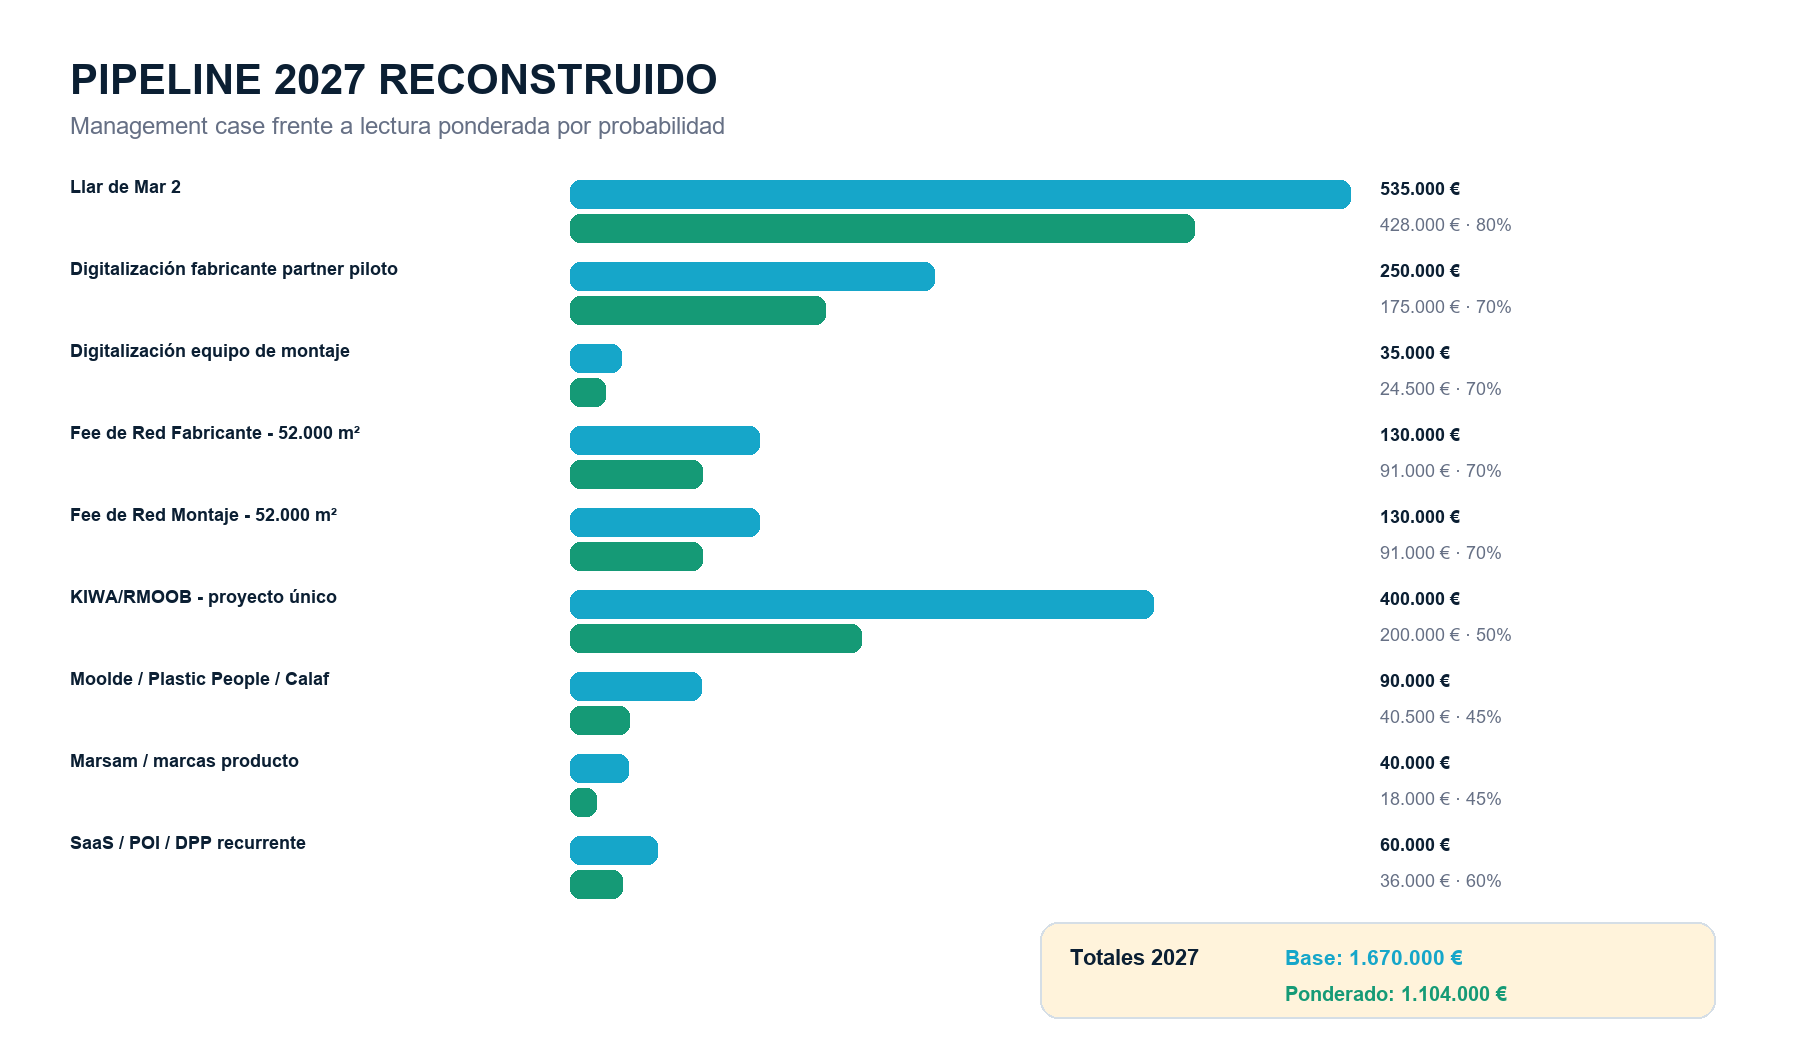 PIPELINE 2027 RECONSTRUIDO
Management case frente a lectura ponderada por probabilidad
Llar de Mar 2
535.000 €
428.000 € · 80%
Digitalización fabricante partner piloto
250.000 €
175.000 € · 70%
Digitalización equipo de montaje
35.000 €
24.500 € · 70%
Fee de Red Fabricante - 52.000 m²
130.000 €
91.000 € · 70%
Fee de Red Montaje - 52.000 m²
130.000 €
91.000 € · 70%
KIWA/RMOOB - proyecto único
400.000 €
200.000 € · 50%
Moolde / Plastic People / Calaf
90.000 €
40.500 € · 45%
Marsam / marcas producto
40.000 €
18.000 € · 45%
SaaS / POI / DPP recurrente
60.000 €
36.000 € · 60%
Totales 2027
Base: 1.670.000 €
Ponderado: 1.104.000 €